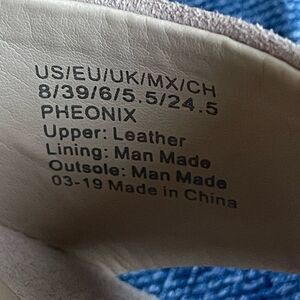 US/EU/UK/MX/CH
8/39/6/5.5/24.5
PHEONIX
Upper: Leather
Lining: Man Made
Outsole: Man Made
03-19 Made in China